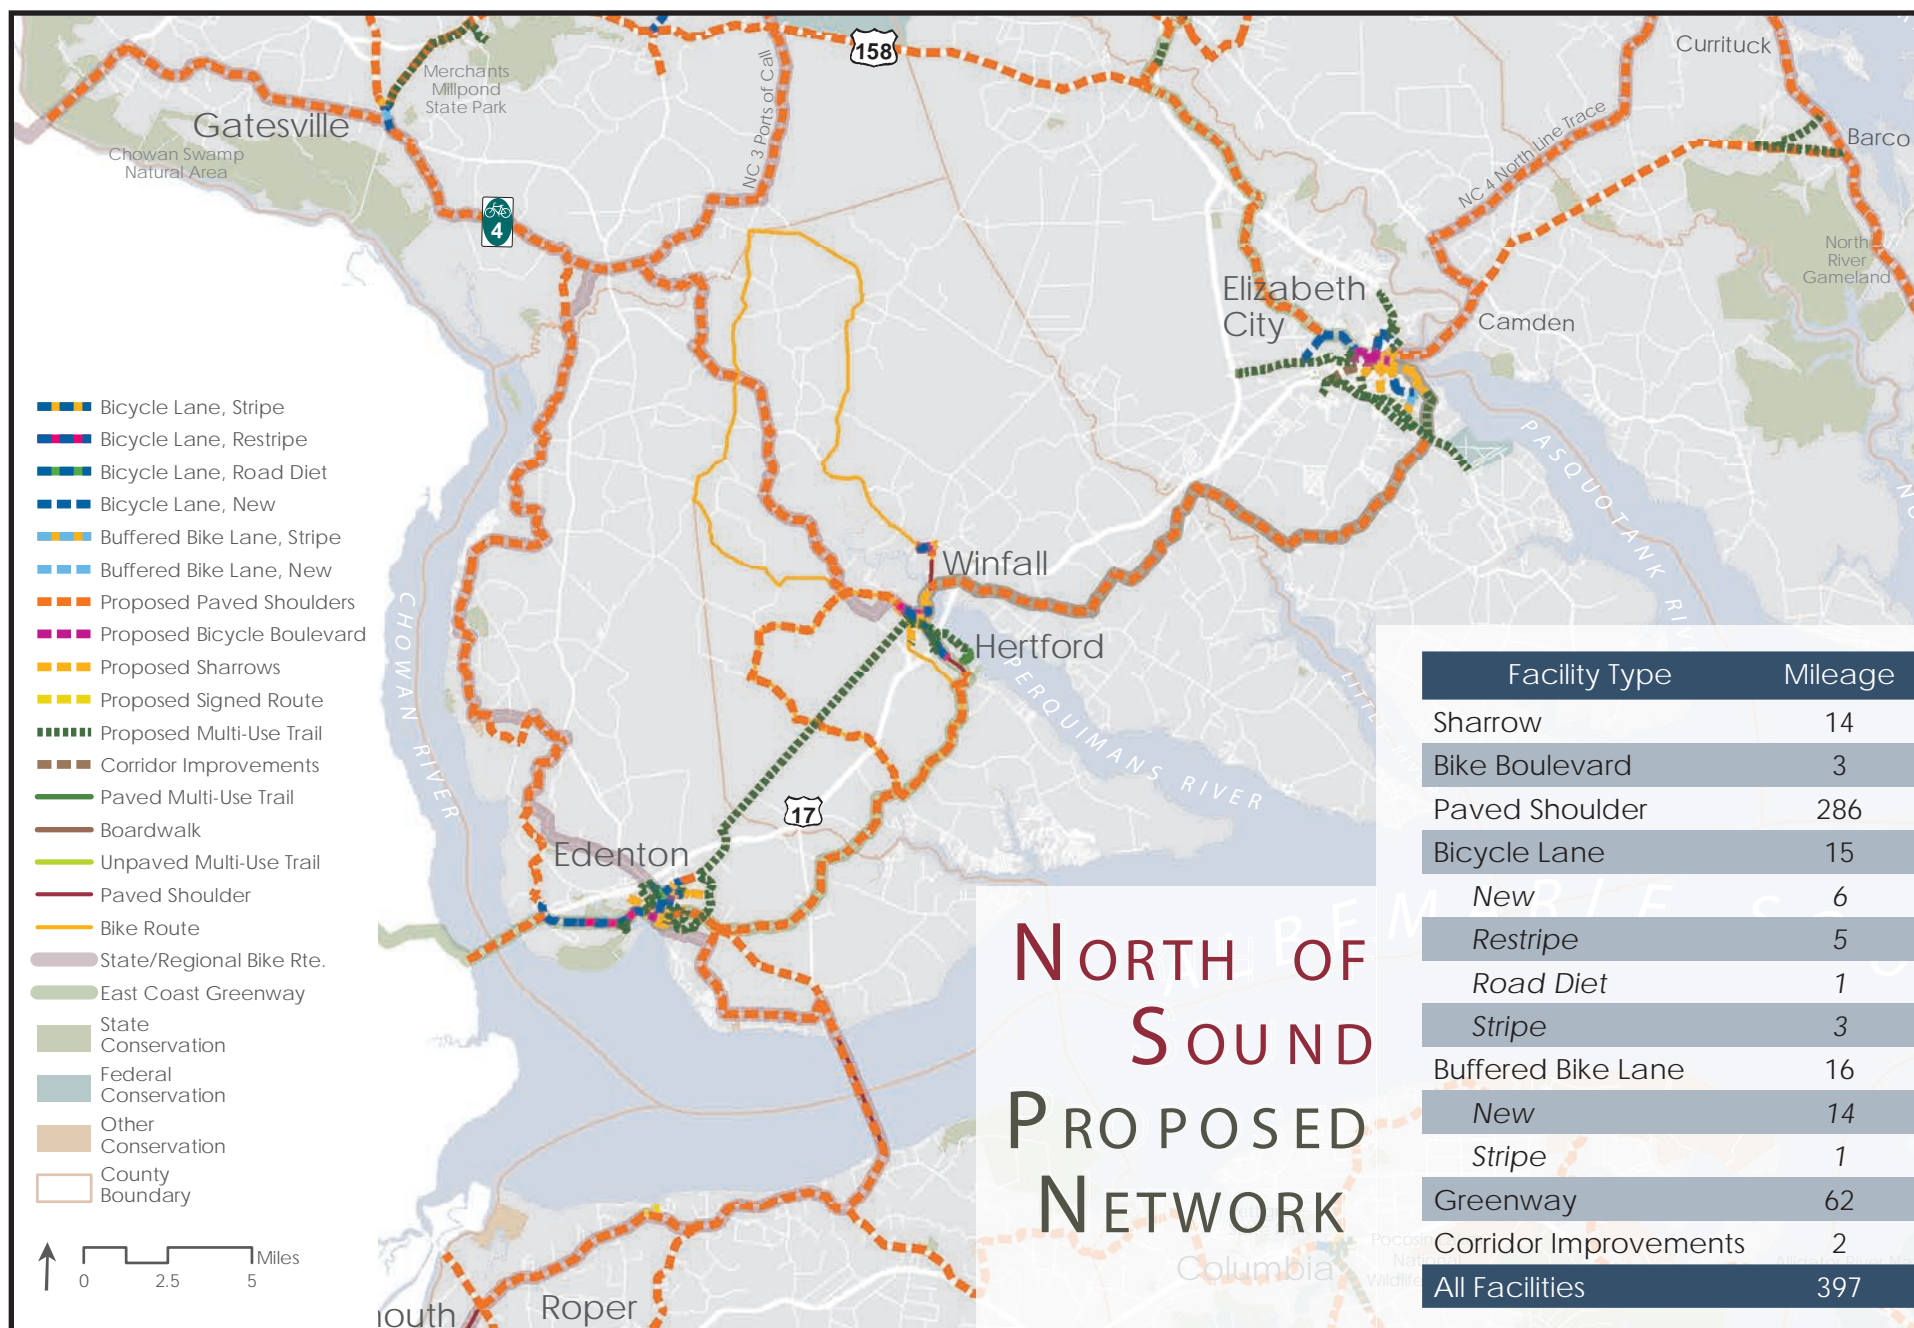 158
Currituck
Merchants
Millpond
State Park
NC 3 Ports of Call
Gatesville
NC 4 North Line Trace
Barco
Chowan Swamp
Natural Area
4
North
River
Gameland
Elizabeth
City
Camden
PASQUOTANK RIVER
Bicycle Lane, Stripe
Bicycle Lane, Restripe
Bicycle Lane, Road Diet
Bicycle Lane, New
Buffered Bike Lane, Stripe
Buffered Bike Lane, New
Proposed Paved Shoulders
Proposed Bicycle Boulevard
Proposed Sharrows
Proposed Signed Route
Proposed Multi-Use Trail
Corridor Improvements
Paved Multi-Use Trail
Boardwalk
Unpaved Multi-Use Trail
Paved Shoulder
Bike Route
State/Regional Bike Rte.
East Coast Greenway
State
Conservation
Federal
Conservation
Other
Conservation
County
Boundary
Miles
0 2.5 5
CHOWAN RIVER
Winfall
Hertford
PERQUIMANS RIVER
LITTLE RIVER
17
Edenton
ALBEMARLE SO
NORTH OF
SOUND
PROPOSED
NETWORK
Columbia
outh
Roper
Facility Type Mileage
Sharrow 14
Bike Boulevard 3
Paved Shoulder 286
Bicycle Lane 15
New 6
Restripe 5
Road Diet 1
Stripe 3
Buffered Bike Lane 16
New 14
Stripe 1
Greenway 62
Corridor Improvements 2
All Facilities 397